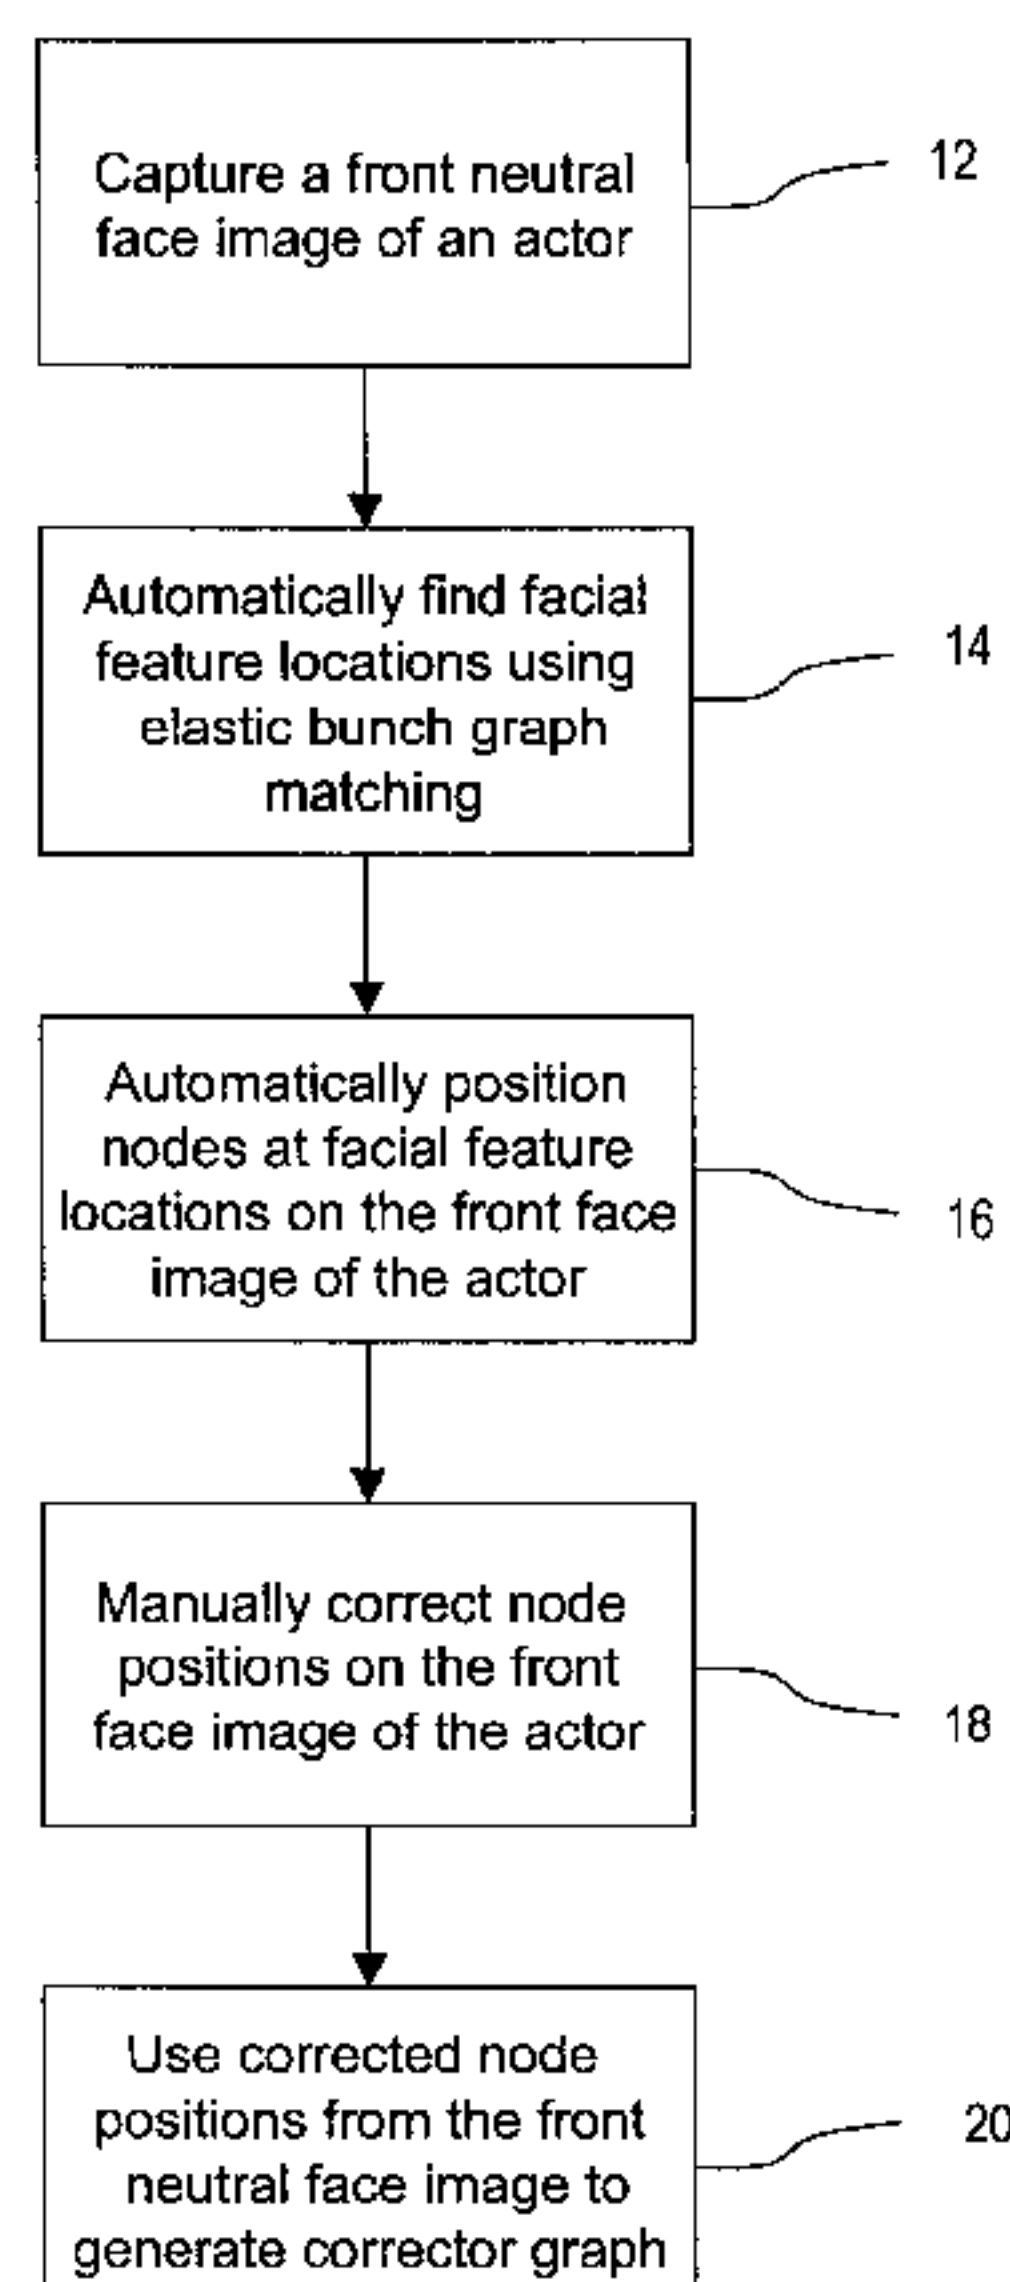 Capture a front neutral
face image of an actor
12
Automatically find facial
feature locations using
elastic bunch graph
matching
14
Automatically position
nodes at facial feature
locations on the front face
image of the actor
16
Manually correct node
positions on the front
face image of the actor
18
Use corrected node
positions from the front
neutral face image to
generate corrector graph
20